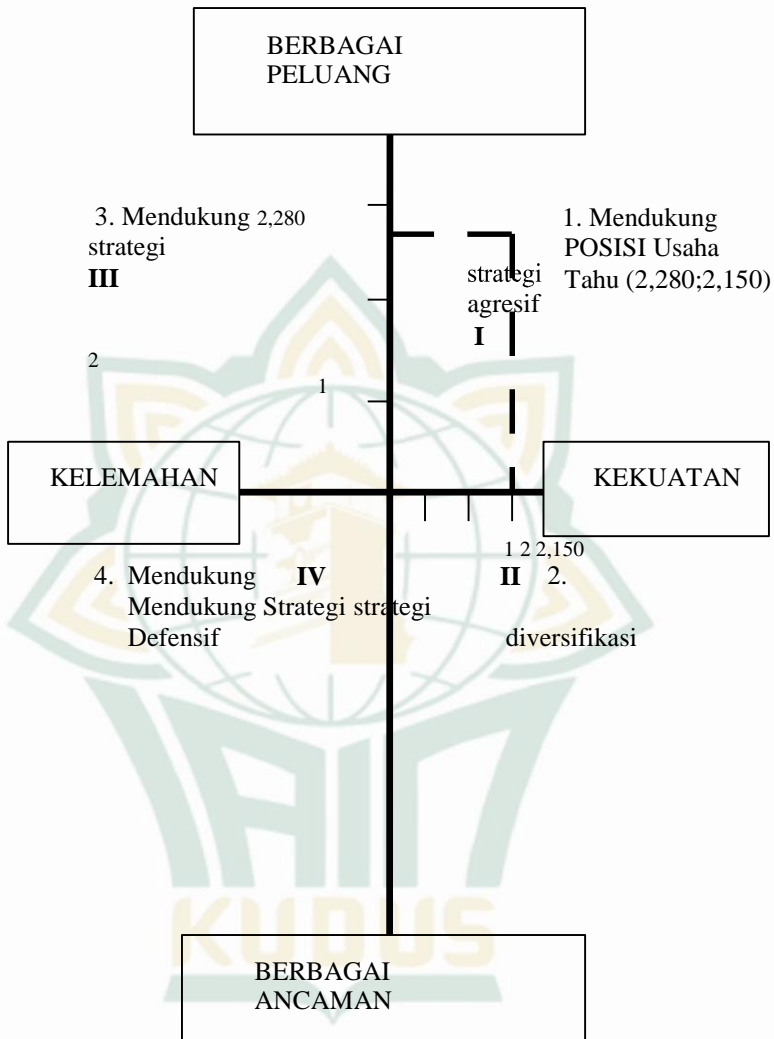 BERBAGAI
PELUANG
3. Mendukung 2,280
strategi
III
1. Mendukung
POSISI Usaha
Tahu (2,280;2,150)
strategi
agresif
I
2
1
KELEMAHAN
KEKUATAN
1 2 2,150
4. Mendukung IV II 2.
Mendukung Strategi strategi
Defensif diversifikasi
IAIN
KUDUS
BERBAGAI
ANCAMAN